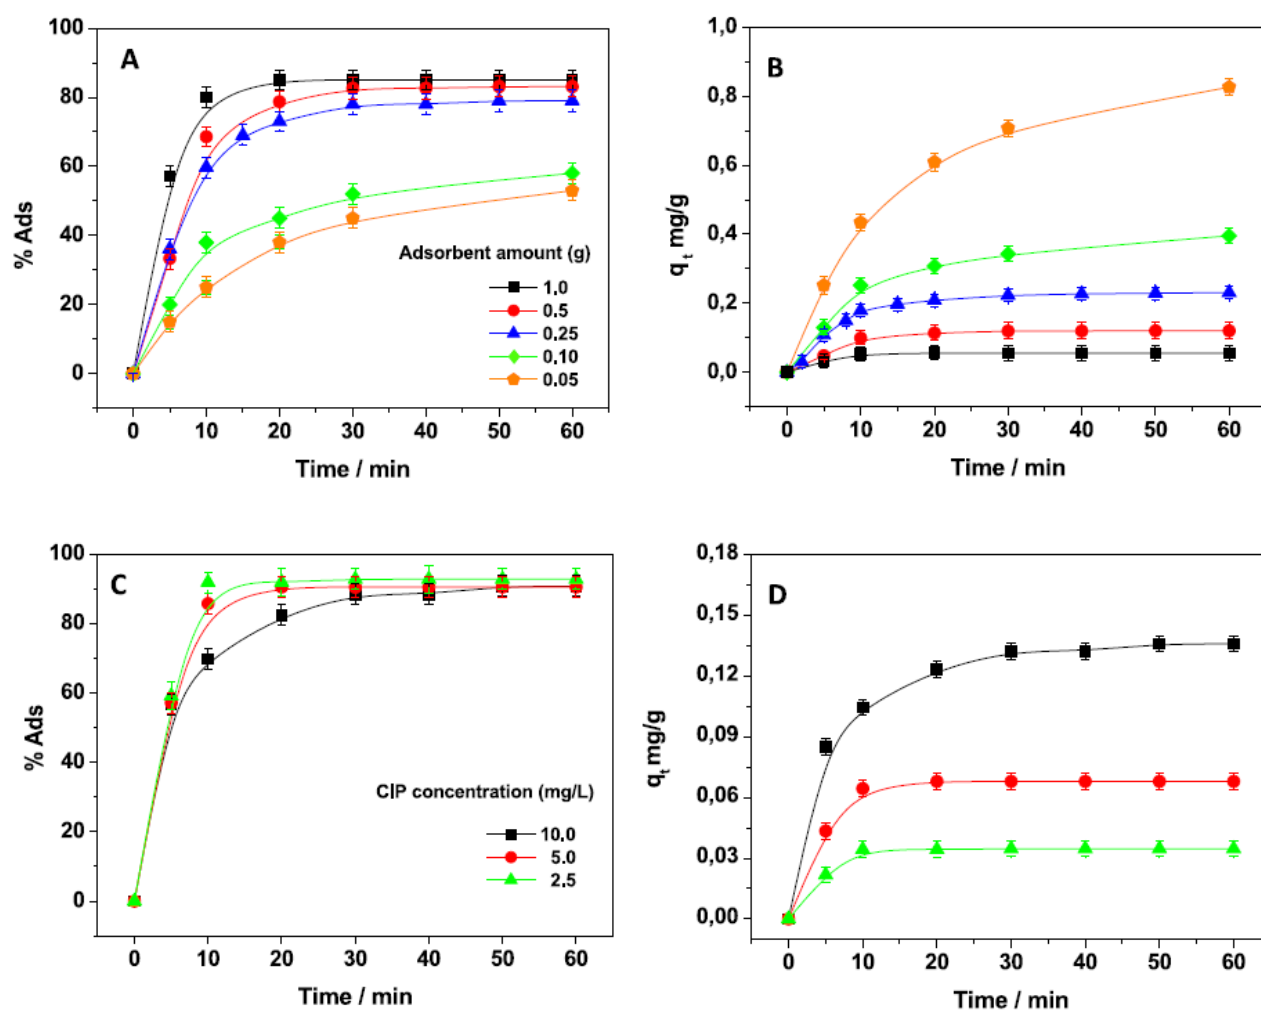 A
100
80
60
40
20
0
% Ads
Adsorbent amount (g)
1,0
0.5
0.25
0.10
0.05
0 10 20 30 40 50 60
Time / min
B
1,0
0,8
0,6
0,4
0,2
0,0
q t mg/g
0 10 20 30 40 50 60
Time / min
C
100
80
60
40
20
0
% Ads
CIP concentration (mg/L)
10.0
5.0
2.5
0 10 20 30 40 50 60
Time / min
D
0,18
0,15
0,12
0,09
0,06
0,03
0,00
qt mg/g
0 10 20 30 40 50 60
Time / min